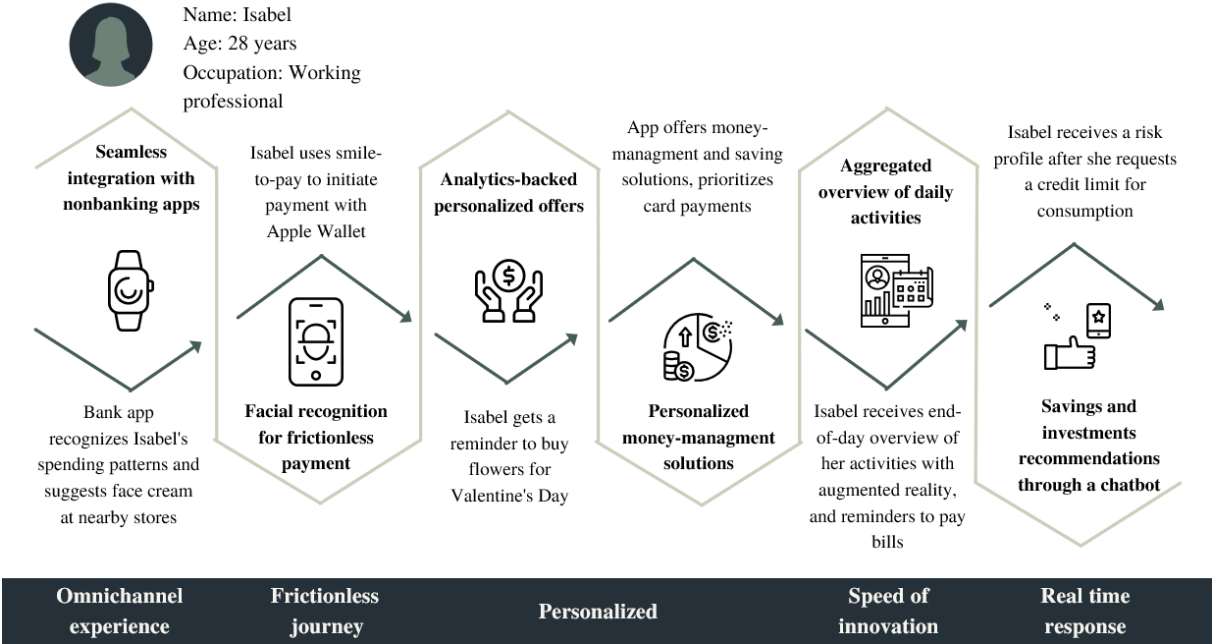 Name: Isabel
Age: 28 years
Occupation: Working
professional
Seamless
integration with
nonbanking apps
Bank app
recognizes Isabel's
spending patterns and
suggests face cream
at nearby stores
Isabel uses smile-
to-pay to initiate
payment with
Apple Wallet
Facial recognition
for frictionless
payment
Analytics-backed
personalized offers
Isabel gets a
reminder to buy
flowers for
Valentine's Day
App offers money-
managment and saving
solutions, prioritizes
card payments
Personalized
money-managment
solutions
Aggregated
overview of daily
activities
Isabel receives end-
of-day overview of
her activities with
augmented reality,
and reminders to pay
bills
Isabel receives a risk
profile after she requests
a credit limit for
consumption
Savings and
investments
recommendations
through a chatbot
Omnichannel
experience
Frictionless
journey
Personalized
Speed of
innovation
Real time
response